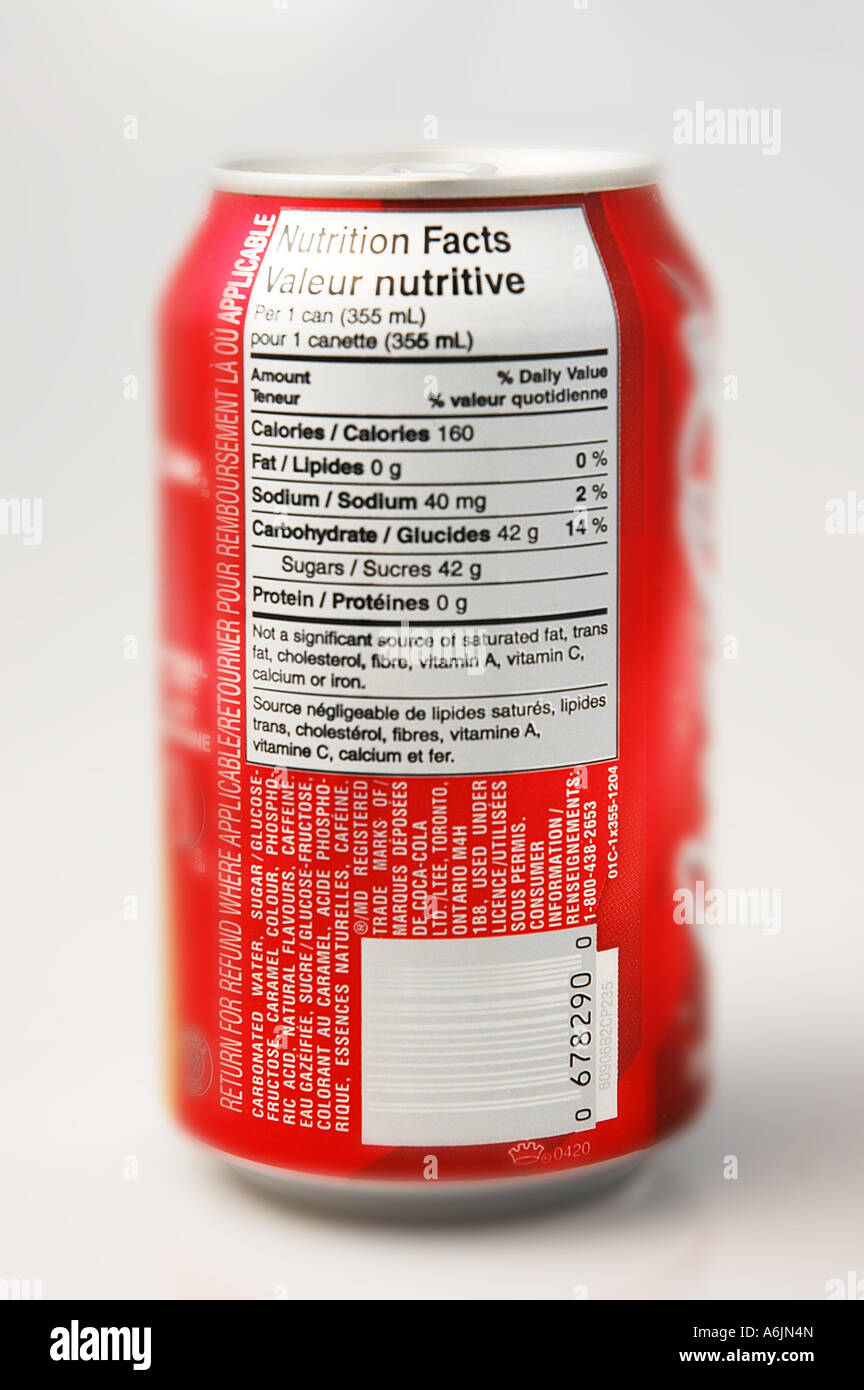 Nutrition Facts
Valeur nutritive
Per 1 can (355 mL)
pour 1 canette (355 mL)
Amount % Daily Value
Teneur % valeur quotidienne
Calories / Calories 160
Fat / Lipides 0 g 0 %
Sodium / Sodium 40 mg 2 %
Carbohydrate / Glucides 42 g 14 %
Sugars / Sucres 42 g
Protein / Protéines 0 g
Not a significant source of saturated fat, trans
fat, cholesterol, fibre, vitamin A, vitamin C,
calcium or iron.
Source négligeable de lipides saturés, lipides
trans, cholestérol, fibres, vitamine A,
vitamine C, calcium et fer.
RETURN FOR REFUND WHERE APPLICABLE/RETOURNER POUR REMBOURSEMENT LÀ OÙ APPLICABLE
CARBONATED WATER, SUGAR/GLUCOSE-
FRUCTOSE, CARAMEL COLOUR, PHOSPHO-
RIC ACID, NATURAL FLAVOURS, CAFFEINE.
EAU GAZÉIFIÉE, SUCRE/GLUCOSE-FRUCTOSE,
COLORANT AU CARAMEL, ACIDE PHOSPHO-
RIQUE, ESSENCES NATURELLES, CAFÉINE.
®/MD REGISTERED
TRADE MARKS OF/
MARQUES DÉPOSÉES
DE COCA-COLA
LTD/LTÉE, TORONTO,
ONTARIO M4H
1B8, USED UNDER
LICENCE/UTILISÉES
SOUS PERMIS.
CONSUMER
INFORMATION/
RENSEIGNEMENTS:
1-800-438-2653
01C-1x355-1204
0 678290 0
60906B2CP235
©0420
alamy
a
alamy
Image ID: A6JN4N
www.alamy.com